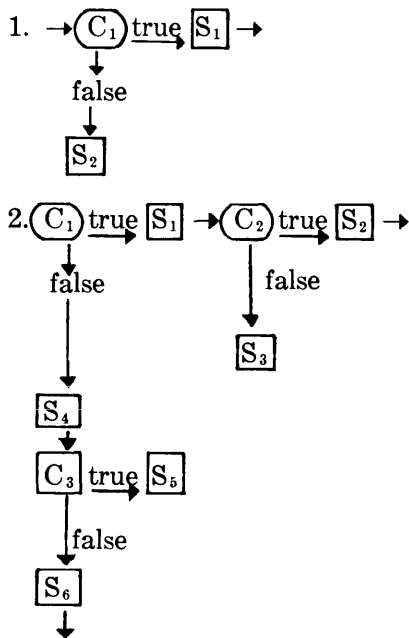 1. C₁ true S₁
false
S₂
2. C₁ true S₁ C₂ true S₂
false false
S₃
S₄
C₃ true S₅
false
S₆